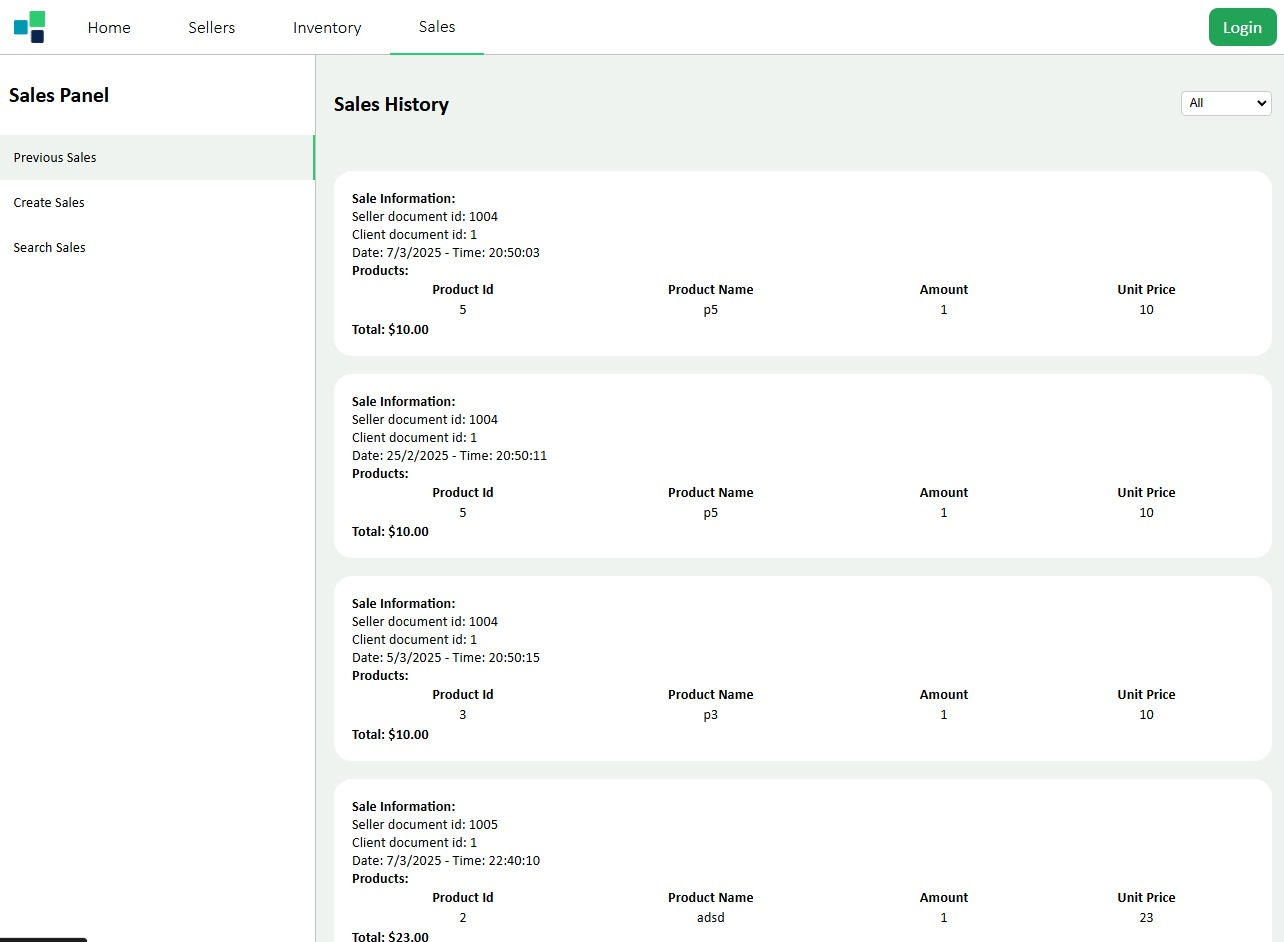 Home Sellers Inventory Sales Login
Sales Panel
Previous Sales
Create Sales
Search Sales
Sales History All
Sale Information:
Seller document id: 1004
Client document id: 1
Date: 7/3/2025 - Time: 20:50:03
Products:
Product Id Product Name Amount Unit Price
5 p5 1 10
Total: $10.00
Sale Information:
Seller document id: 1004
Client document id: 1
Date: 25/2/2025 - Time: 20:50:11
Products:
Product Id Product Name Amount Unit Price
5 p5 1 10
Total: $10.00
Sale Information:
Seller document id: 1004
Client document id: 1
Date: 5/3/2025 - Time: 20:50:15
Products:
Product Id Product Name Amount Unit Price
3 p3 1 10
Total: $10.00
Sale Information:
Seller document id: 1005
Client document id: 1
Date: 7/3/2025 - Time: 22:40:10
Products:
Product Id Product Name Amount Unit Price
2 adsd 1 23
Total: $23.00